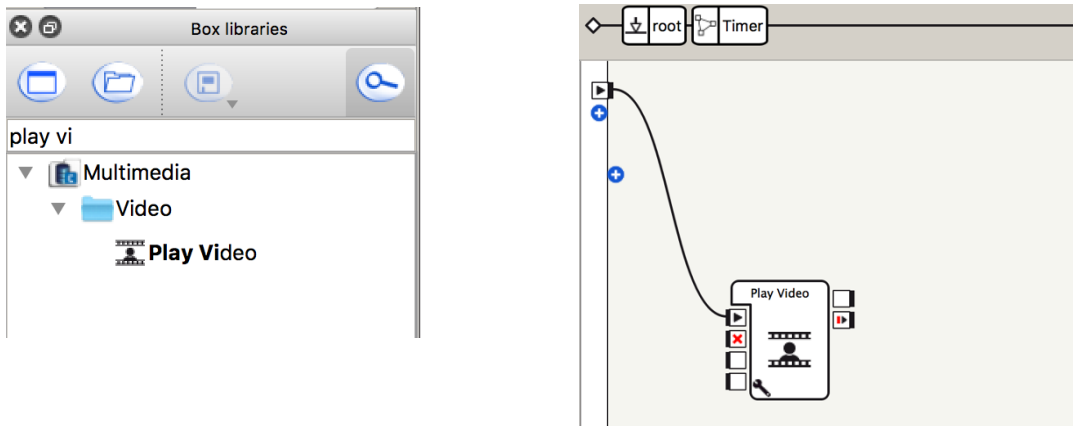 Box libraries
play vi
Multimedia
Video
Play Video
root
Timer
Play Video